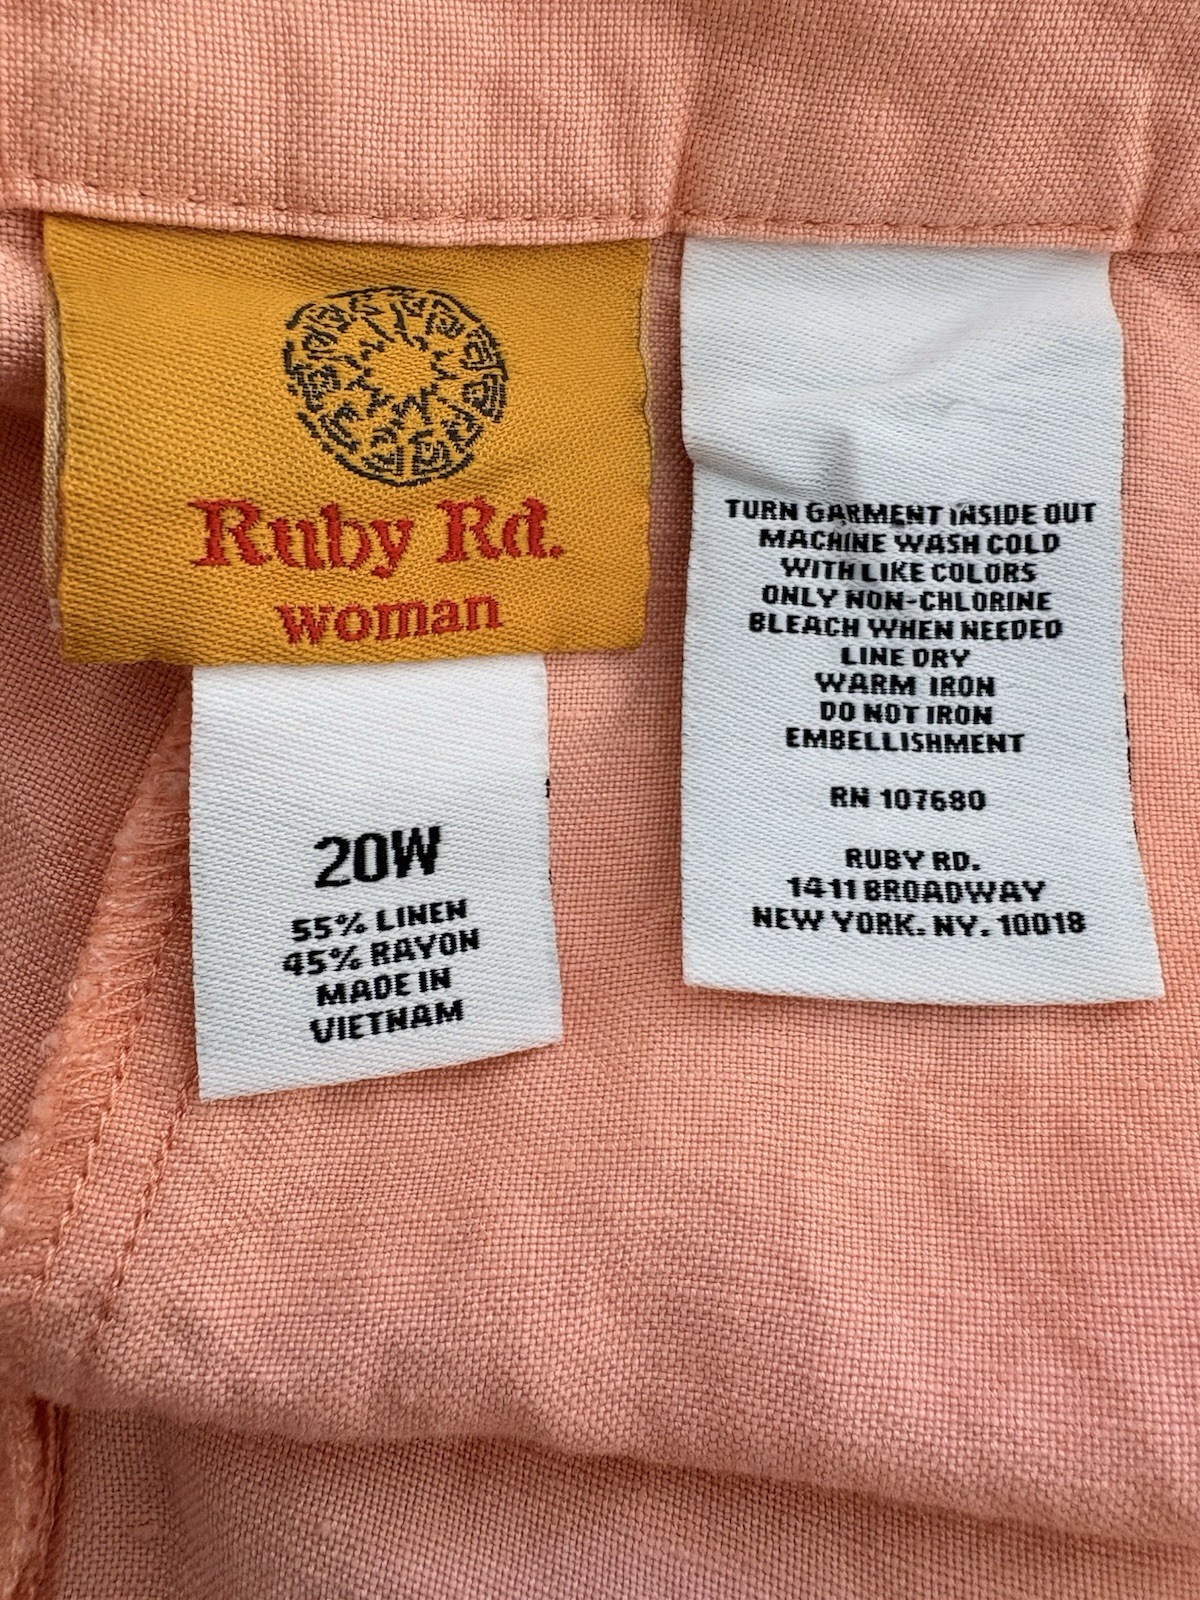 Ruby Rd.
woman
20W
55% LINEN
45% RAYON
MADE IN
VIETNAM
TURN GARMENT INSIDE OUT
MACHINE WASH COLD
WITH LIKE COLORS
ONLY NON-CHLORINE
BLEACH WHEN NEEDED
LINE DRY
WARM IRON
DO NOT IRON
EMBELLISHMENT
RN 107680
RUBY RD.
1411 BROADWAY
NEW YORK. NY. 10018